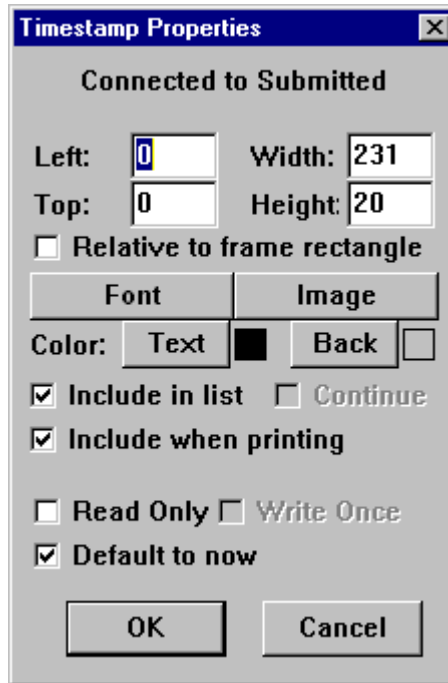 Timestamp Properties
Connected to Submitted
Left: 0 Width: 231
Top: 0 Height: 20
Relative to frame rectangle
Font Image
Color: Text Back
Include in list Continue
Include when printing
Read Only Write Once
Default to now
OK Cancel